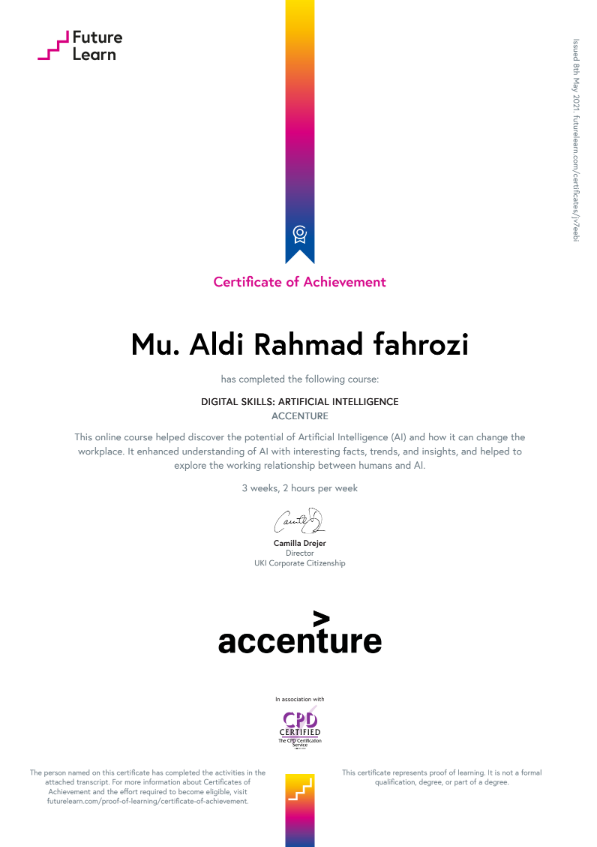 Future
Learn
Issued 8th May 2021. futurelearn.com/certificates/jv7eebi
Certificate of Achievement
Mu. Aldi Rahmad fahrozi
has completed the following course:
DIGITAL SKILLS: ARTIFICIAL INTELLIGENCE
ACCENTURE
This online course helped discover the potential of Artificial Intelligence (AI) and how it can change the
workplace. It enhanced understanding of AI with interesting facts, trends, and insights, and helped to
explore the working relationship between humans and AI.
3 weeks, 2 hours per week
Camilla Drejer
Director
UKI Corporate Citizenship
accenture
In association with
CPD
CERTIFIED
The CPD Certification
Service
The person named on this certificate has completed the activities in the
attached transcript. For more information about Certificates of
Achievement and the effort required to become eligible, visit
futurelearn.com/proof-of-learning/certificate-of-achievement.
This certificate represents proof of learning. It is not a formal
qualification, degree, or part of a degree.